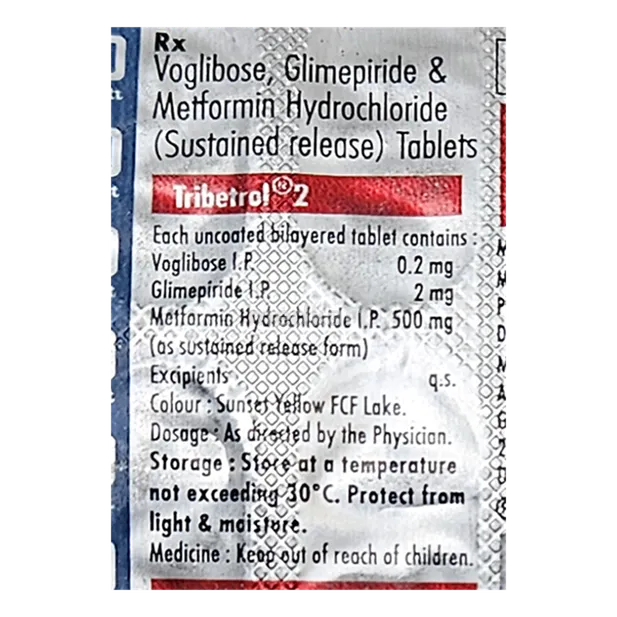 Rx
Voglibose, Glimepiride &
Metformin Hydrochloride
(Sustained release) Tablets
Tribetrol® 2
Each uncoated bilayered tablet contains :
Voglibose I.P. 0.2 mg
Glimepiride I.P. 2 mg
Metformin Hydrochloride I.P. 500 mg
(as sustained release form)
Excipients q.s.
Colour : Sunset Yellow FCF Lake.
Dosage : As directed by the Physician.
Storage : Store at a temperature
not exceeding 30°C. Protect from
light & moisture.
Medicine : Keep out of reach of children.